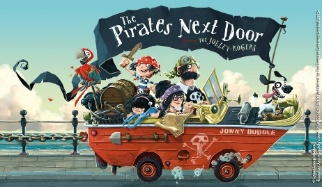 The
Pirates Next Door
THE JOLLEY-ROGERS
JONNY DUDDLE